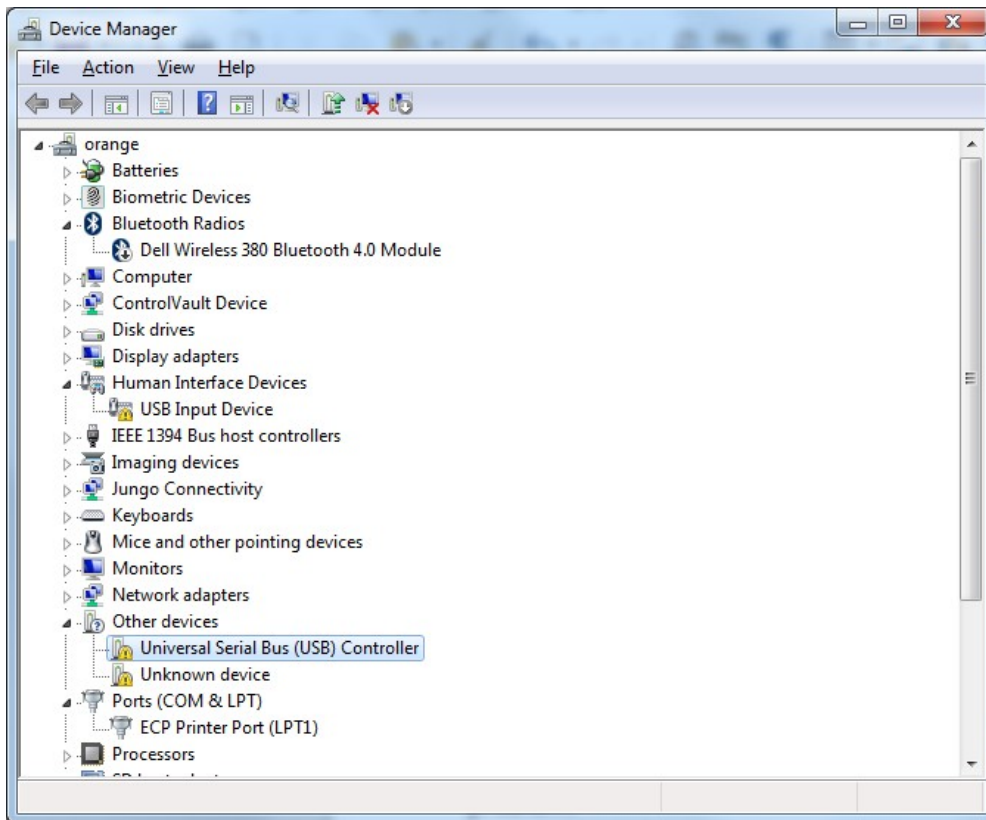 Device Manager
File Action View Help
orange
Batteries
Biometric Devices
Bluetooth Radios
Dell Wireless 380 Bluetooth 4.0 Module
Computer
ControlVault Device
Disk drives
Display adapters
Human Interface Devices
USB Input Device
IEEE 1394 Bus host controllers
Imaging devices
Jungo Connectivity
Keyboards
Mice and other pointing devices
Monitors
Network adapters
Other devices
Universal Serial Bus (USB) Controller
Unknown device
Ports (COM & LPT)
ECP Printer Port (LPT1)
Processors